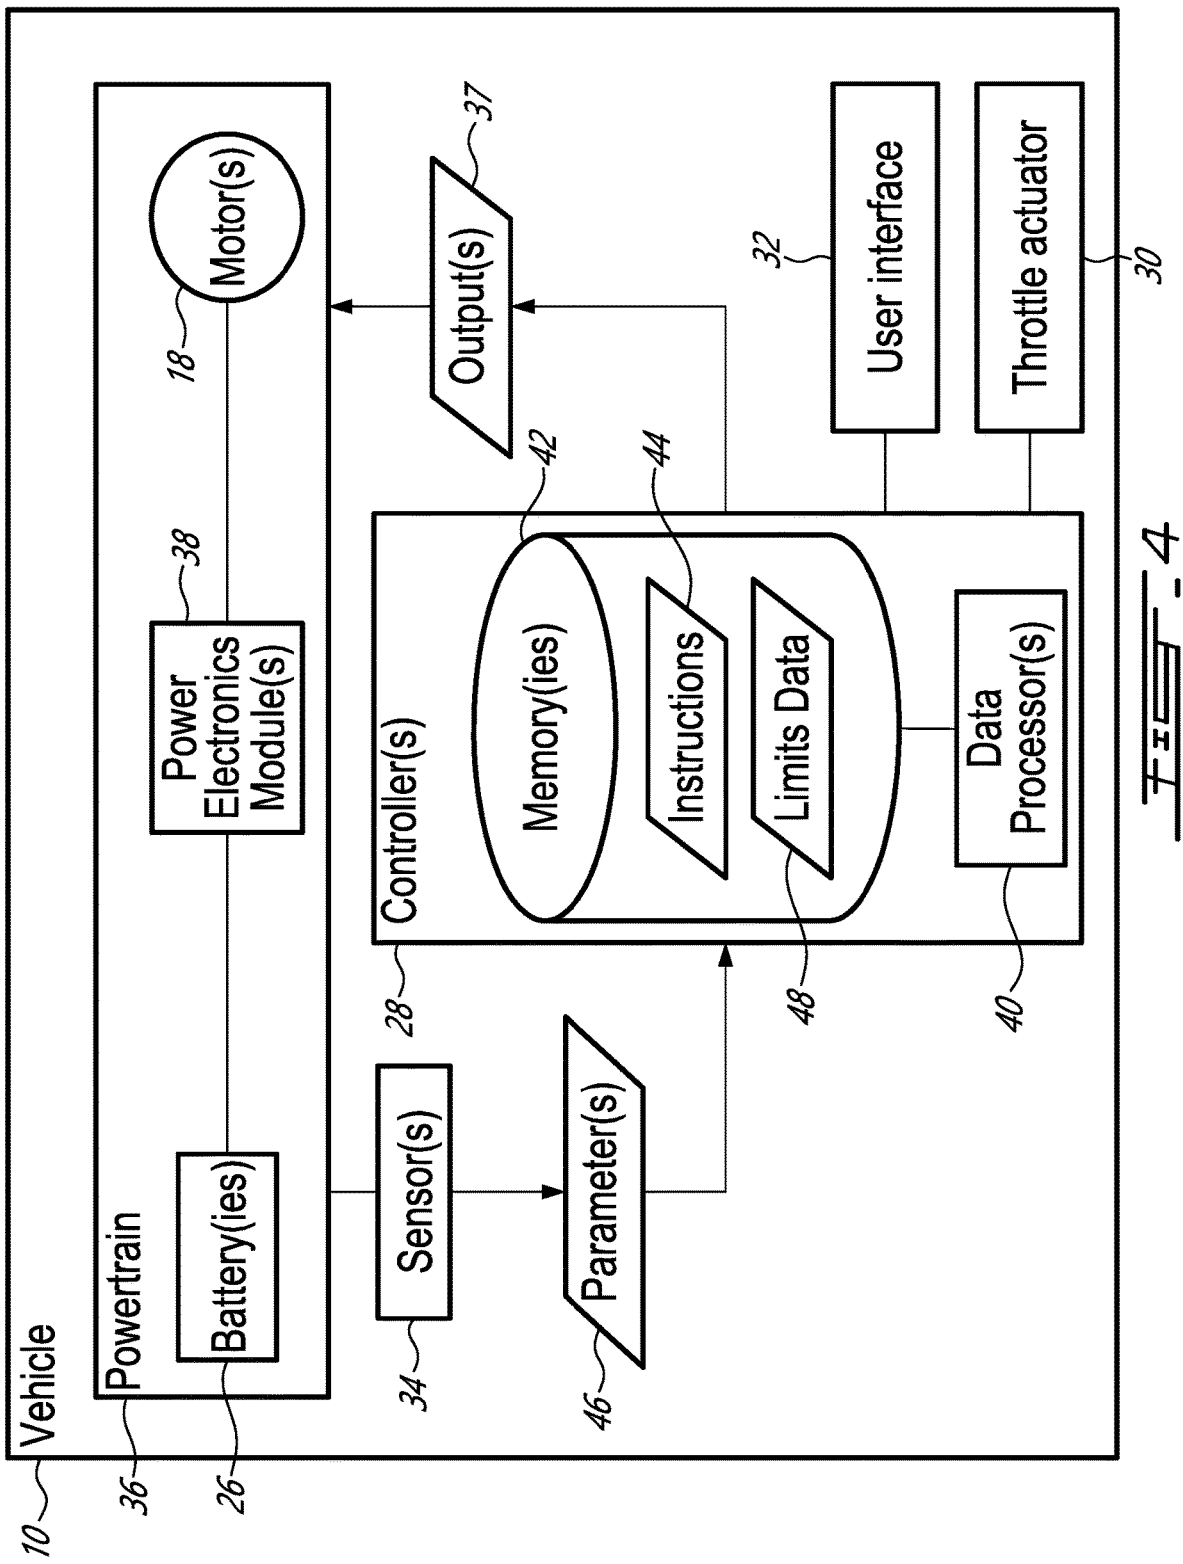 10
Vehicle
36
Powertrain
26
Battery(ies)
38
Power
Electronics
Module(s)
18
Motor(s)
34
Sensor(s)
46
Parameter(s)
28
Controller(s)
42
Memory(ies)
44
Instructions
48
Limits Data
40
Data
Processor(s)
37
Output(s)
32
User interface
30
Throttle actuator
FIG. 4